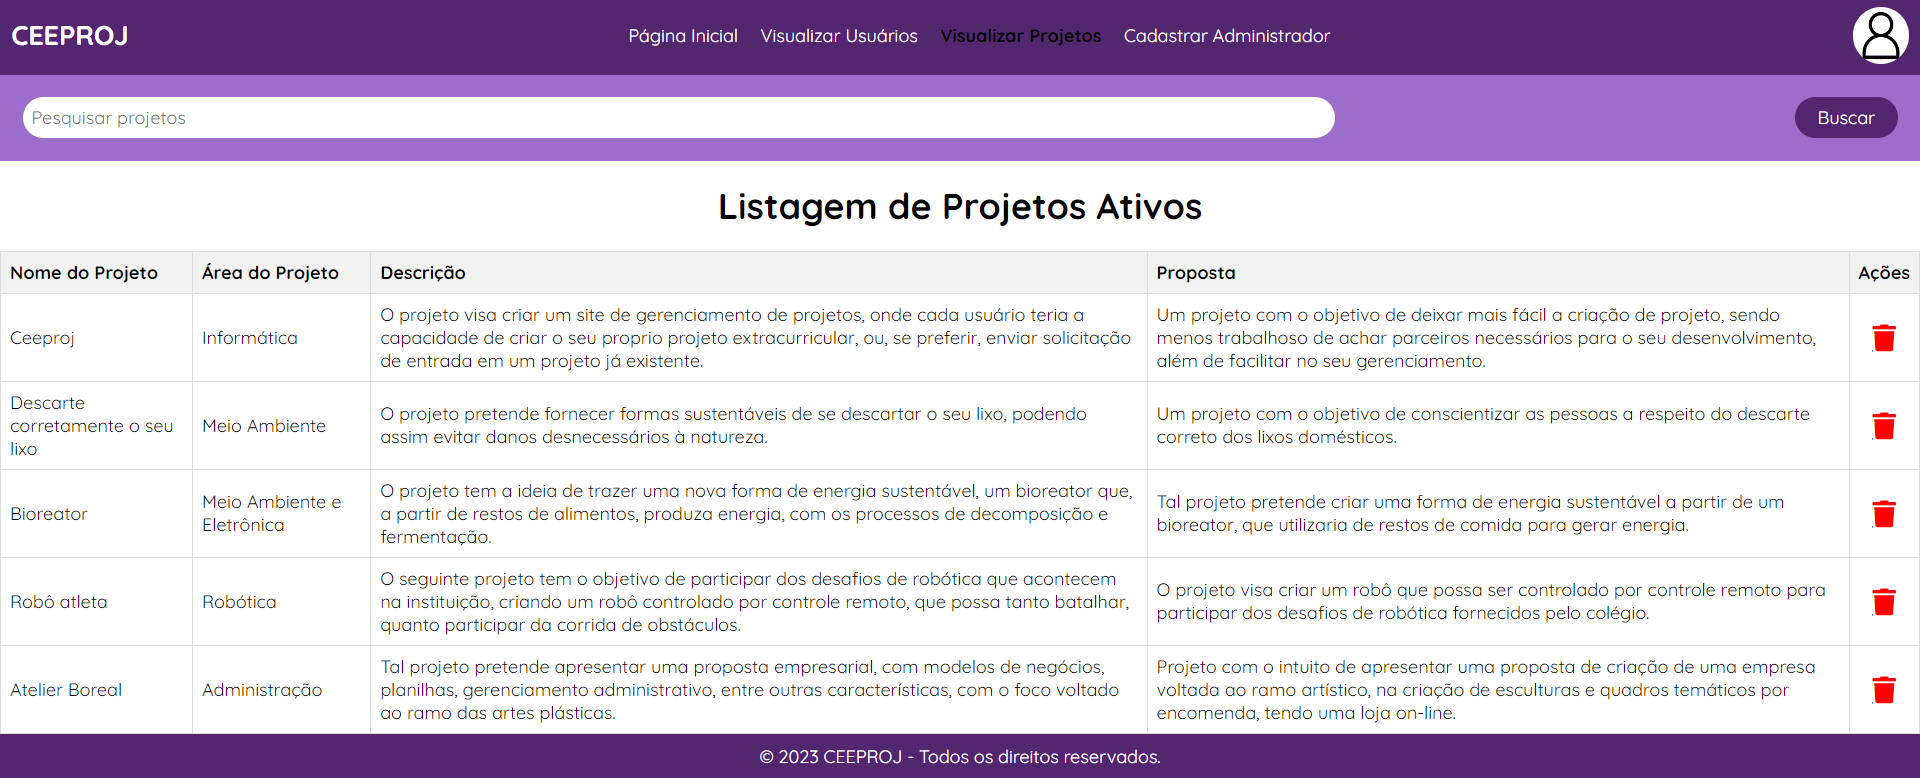 CEEPROJ
Página Inicial Visualizar Usuários Visualizar Projetos Cadastrar Administrador
Pesquisar projetos
Buscar
Listagem de Projetos Ativos
Nome do Projeto
Área do Projeto
Descrição
Proposta
Ações
Ceeproj
Informática
O projeto visa criar um site de gerenciamento de projetos, onde cada usuário teria a
capacidade de criar o seu proprio projeto extracurricular, ou, se preferir, enviar solicitação
de entrada em um projeto já existente.
Um projeto com o objetivo de deixar mais fácil a criação de projeto, sendo
menos trabalhoso de achar parceiros necessários para o seu desenvolvimento,
além de facilitar no seu gerenciamento.
Descarte
corretamente o seu
lixo
Meio Ambiente
O projeto pretende fornecer formas sustentáveis de se descartar o seu lixo, podendo
assim evitar danos desnecessários à natureza.
Um projeto com o objetivo de conscientizar as pessoas a respeito do descarte
correto dos lixos domésticos.
Bioreator
Meio Ambiente e
Eletrônica
O projeto tem a ideia de trazer uma nova forma de energia sustentável, um bioreator que,
a partir de restos de alimentos, produza energia, com os processos de decomposição e
fermentação.
Tal projeto pretende criar uma forma de energia sustentável a partir de um
bioreator, que utilizaria de restos de comida para gerar energia.
Robô atleta
Robótica
O seguinte projeto tem o objetivo de participar dos desafios de robótica que acontecem
na instituição, criando um robô controlado por controle remoto, que possa tanto batalhar,
quanto participar da corrida de obstáculos.
O projeto visa criar um robô que possa ser controlado por controle remoto para
participar dos desafios de robótica fornecidos pelo colégio.
Atelier Boreal
Administração
Tal projeto pretende apresentar uma proposta empresarial, com modelos de negócios,
planilhas, gerenciamento administrativo, entre outras características, com o foco voltado
ao ramo das artes plásticas.
Projeto com o intuito de apresentar uma proposta de criação de uma empresa
voltada ao ramo artístico, na criação de esculturas e quadros temáticos por
encomenda, tendo uma loja on-line.
© 2023 CEEPROJ - Todos os direitos reservados.